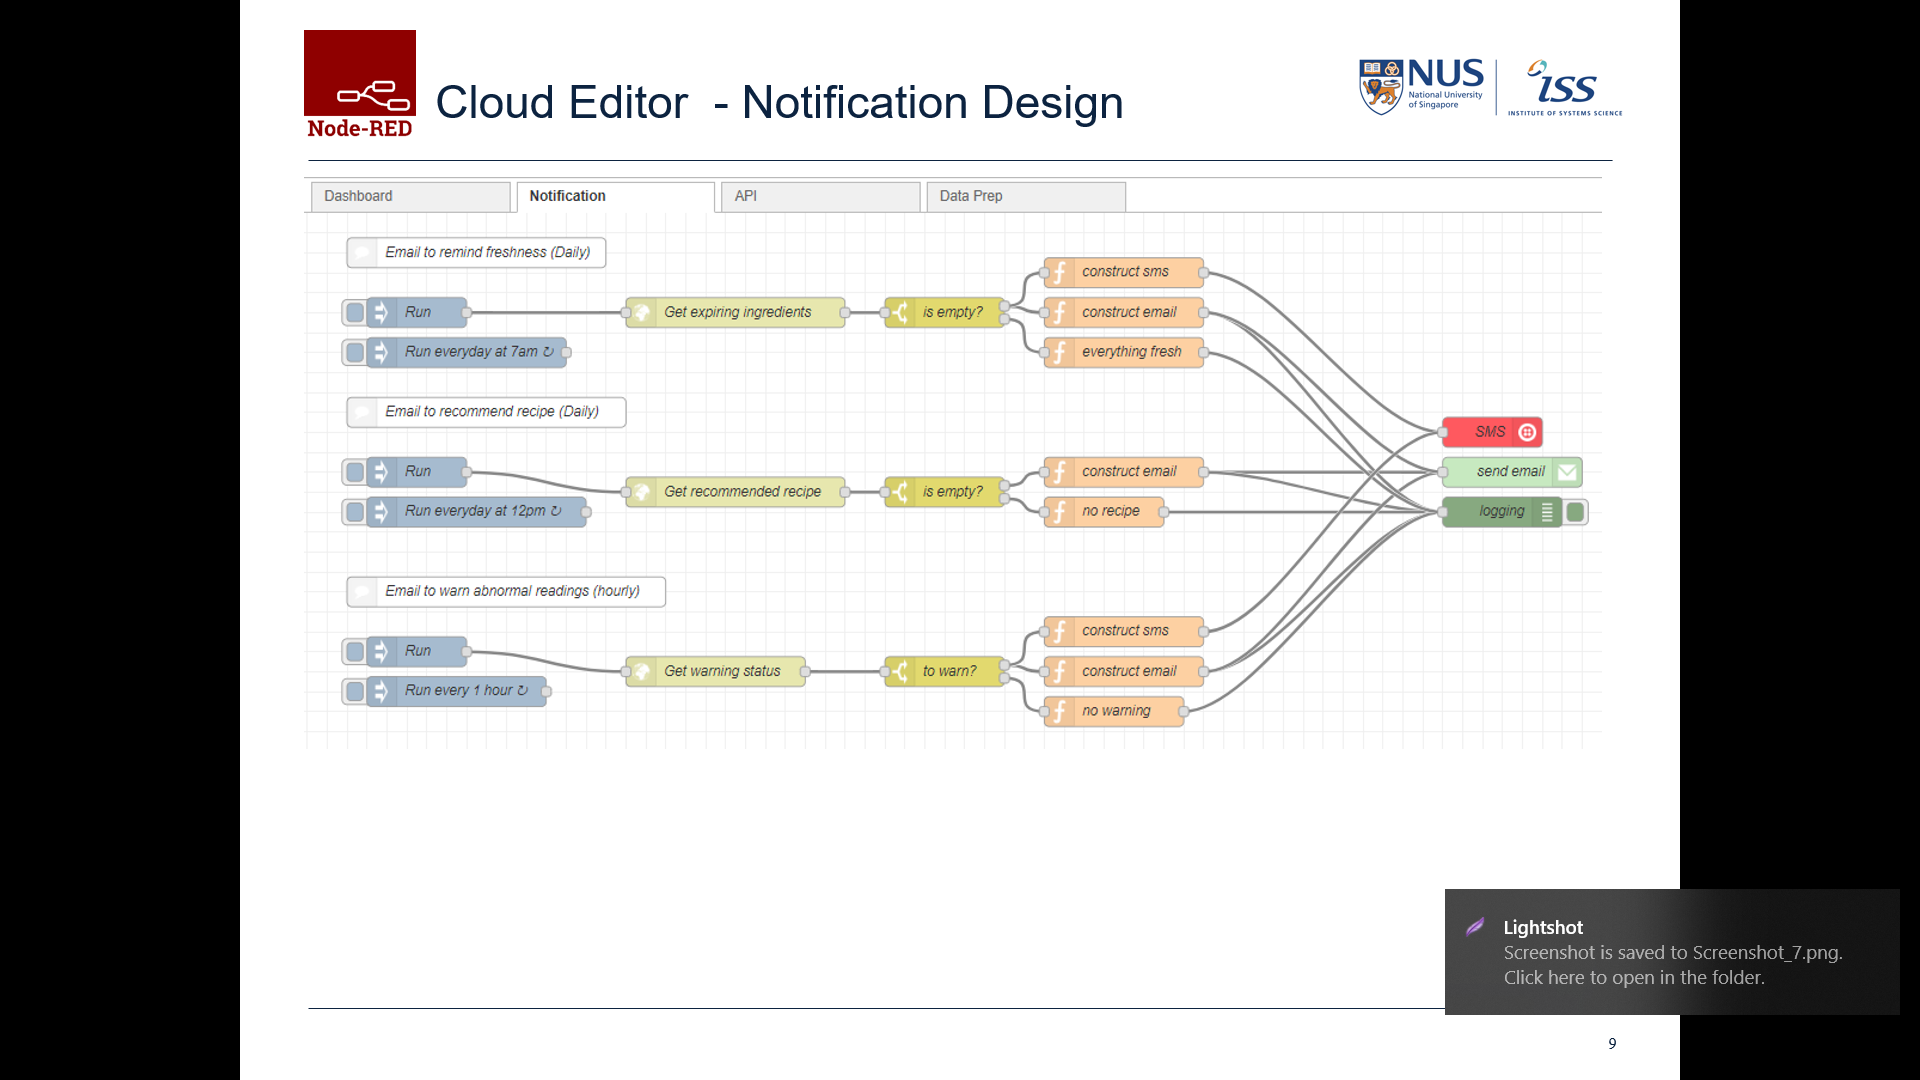 Node-RED
Cloud Editor - Notification Design
NUS
National University
of Singapore
iss
INSTITUTE OF SYSTEMS SCIENCE
Dashboard
Notification
API
Data Prep
Email to remind freshness (Daily)
construct sms
Run
Get expiring ingredients
is empty?
construct email
Run everyday at 7am ↻
everything fresh
Email to recommend recipe (Daily)
SMS
Run
Get recommended recipe
is empty?
construct email
send email
Run everyday at 12pm ↻
no recipe
logging
Email to warn abnormal readings (hourly)
construct sms
Run
Get warning status
to warn?
construct email
Run every 1 hour ↻
no warning
Lightshot
Screenshot is saved to Screenshot_7.png.
Click here to open in the folder.
9